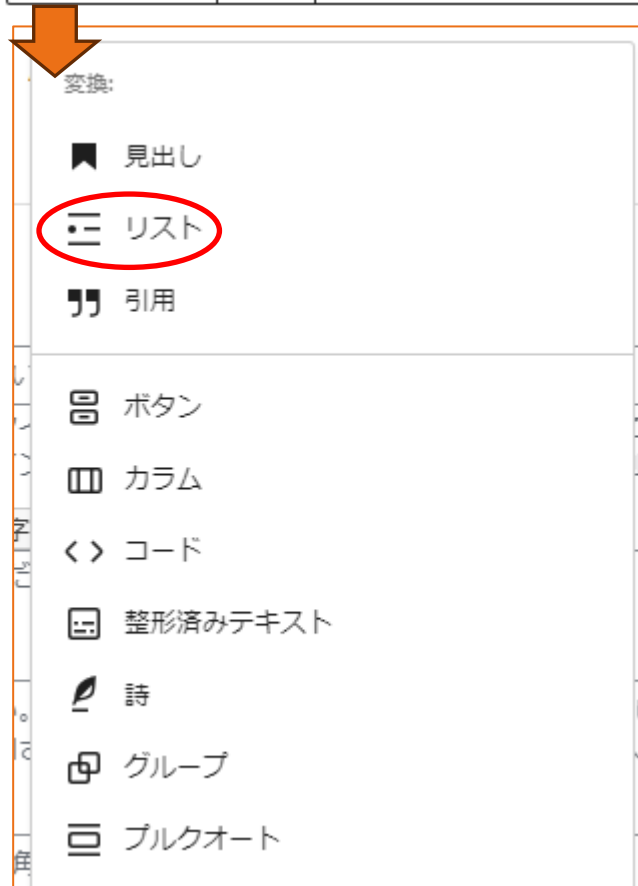 変換:
見出し
リスト
引用
ボタン
カラム
コード
整形済みテキスト
詩
グループ
プルクオート